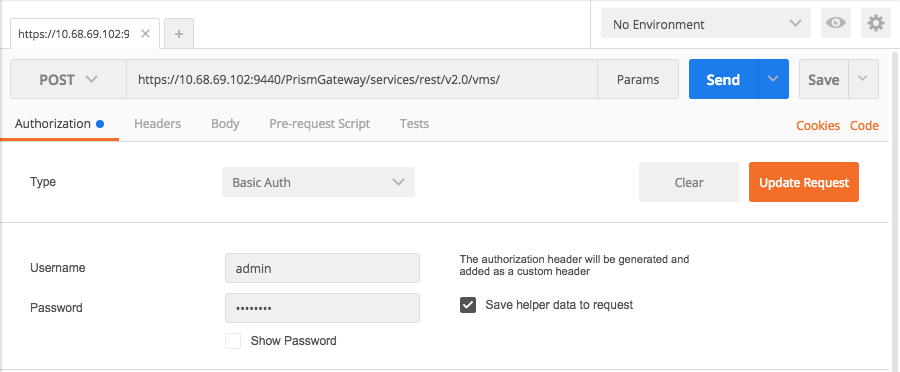 https://10.68.69.102:9 × +
No Environment
POST https://10.68.69.102:9440/PrismGateway/services/rest/v2.0/vms/ Params Send Save
Authorization Headers Body Pre-request Script Tests Cookies Code
Type Basic Auth Clear Update Request
Username admin
The authorization header will be generated and
added as a custom header
Password •••••••• Save helper data to request
Show Password